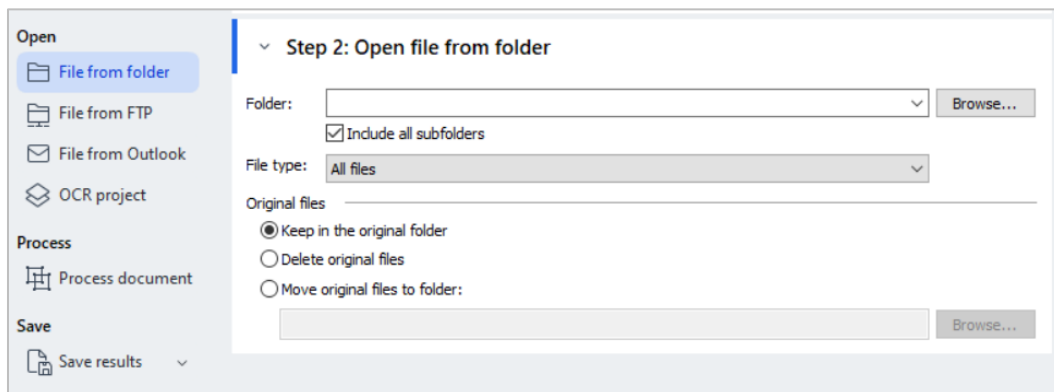 Open
File from folder
File from FTP
File from Outlook
OCR project
Process
Process document
Save
Save results
Step 2: Open file from folder
Folder:
Browse...
Include all subfolders
File type:
All files
Original files
Keep in the original folder
Delete original files
Move original files to folder:
Browse...